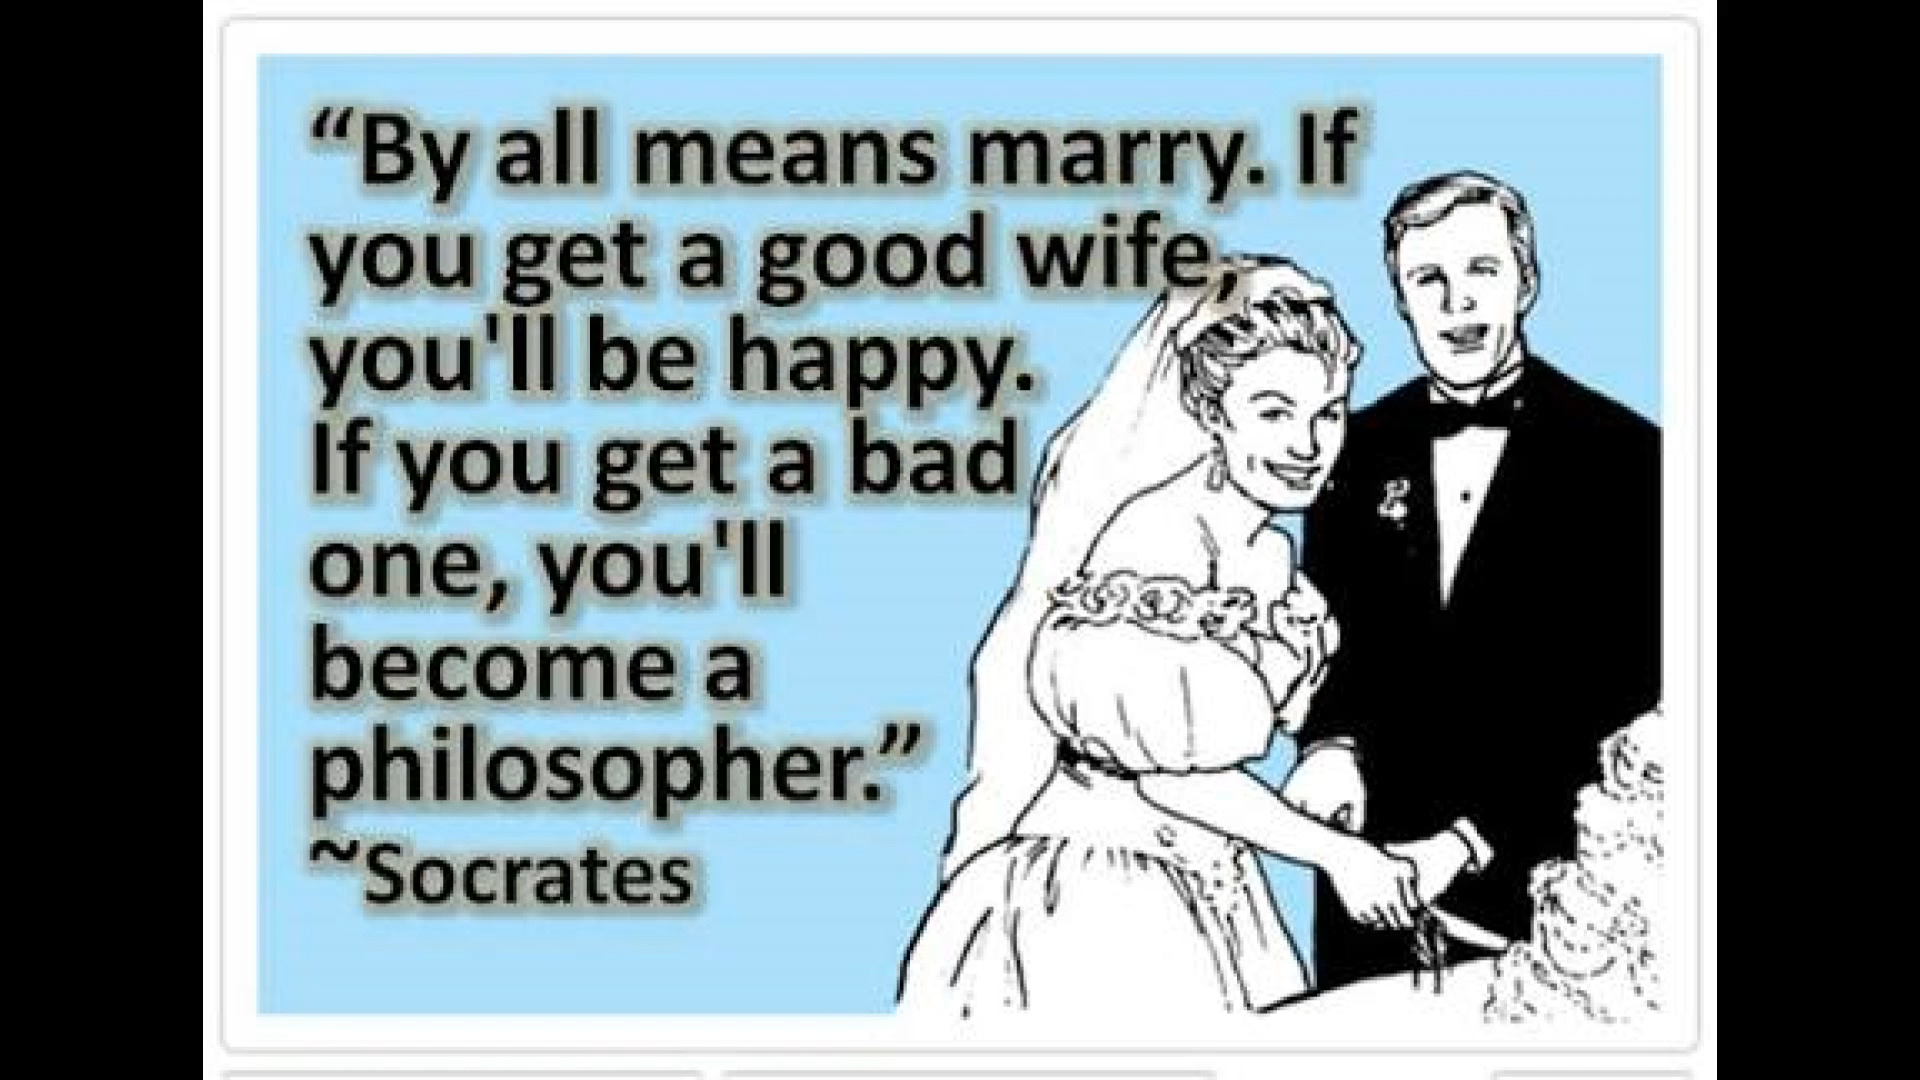 “By all means marry. If
you get a good wife,
you'll be happy.
If you get a bad
one, you'll
become a
philosopher.”
~Socrates